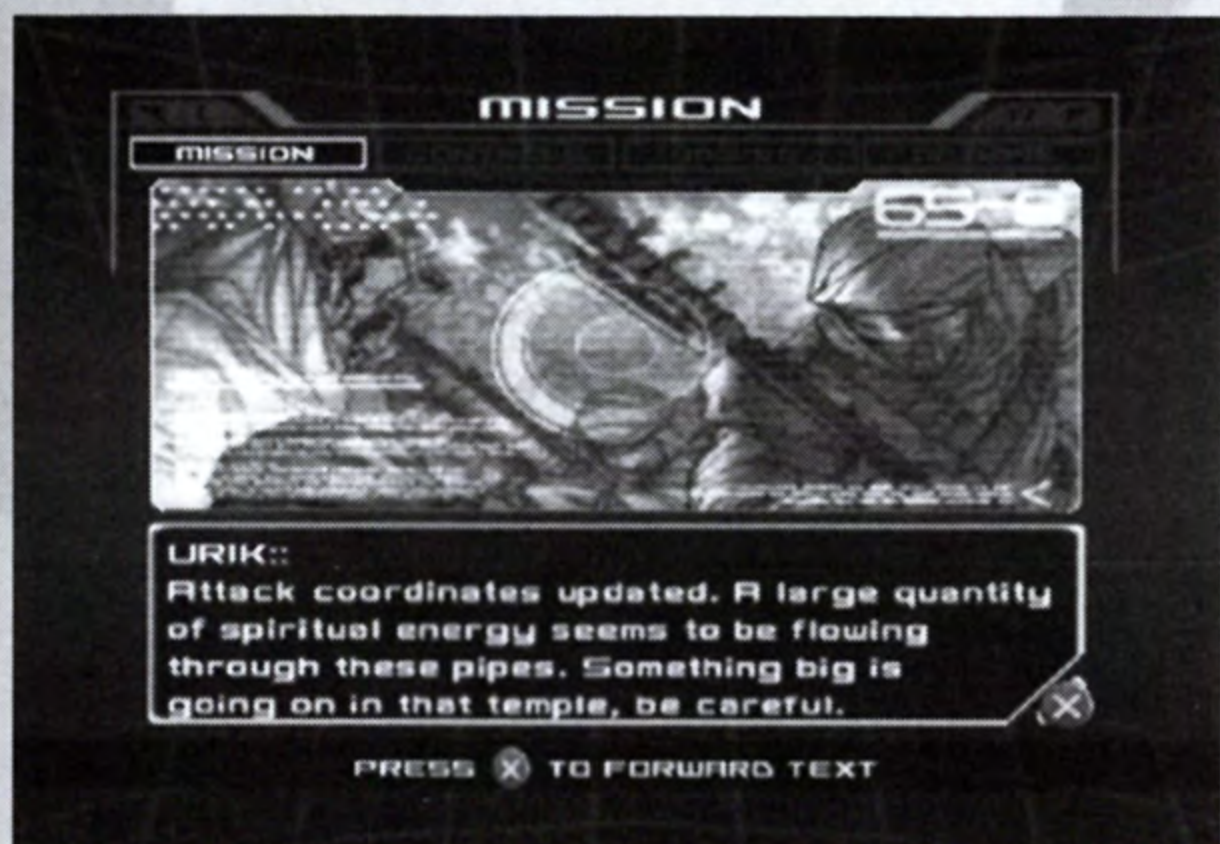 MISSION
MISSION
URIK::
Attack coordinates updated. A large quantity
of spiritual energy seems to be flowing
through these pipes. Something big is
going on in that temple, be careful.
PRESS X TO FORWARD TEXT